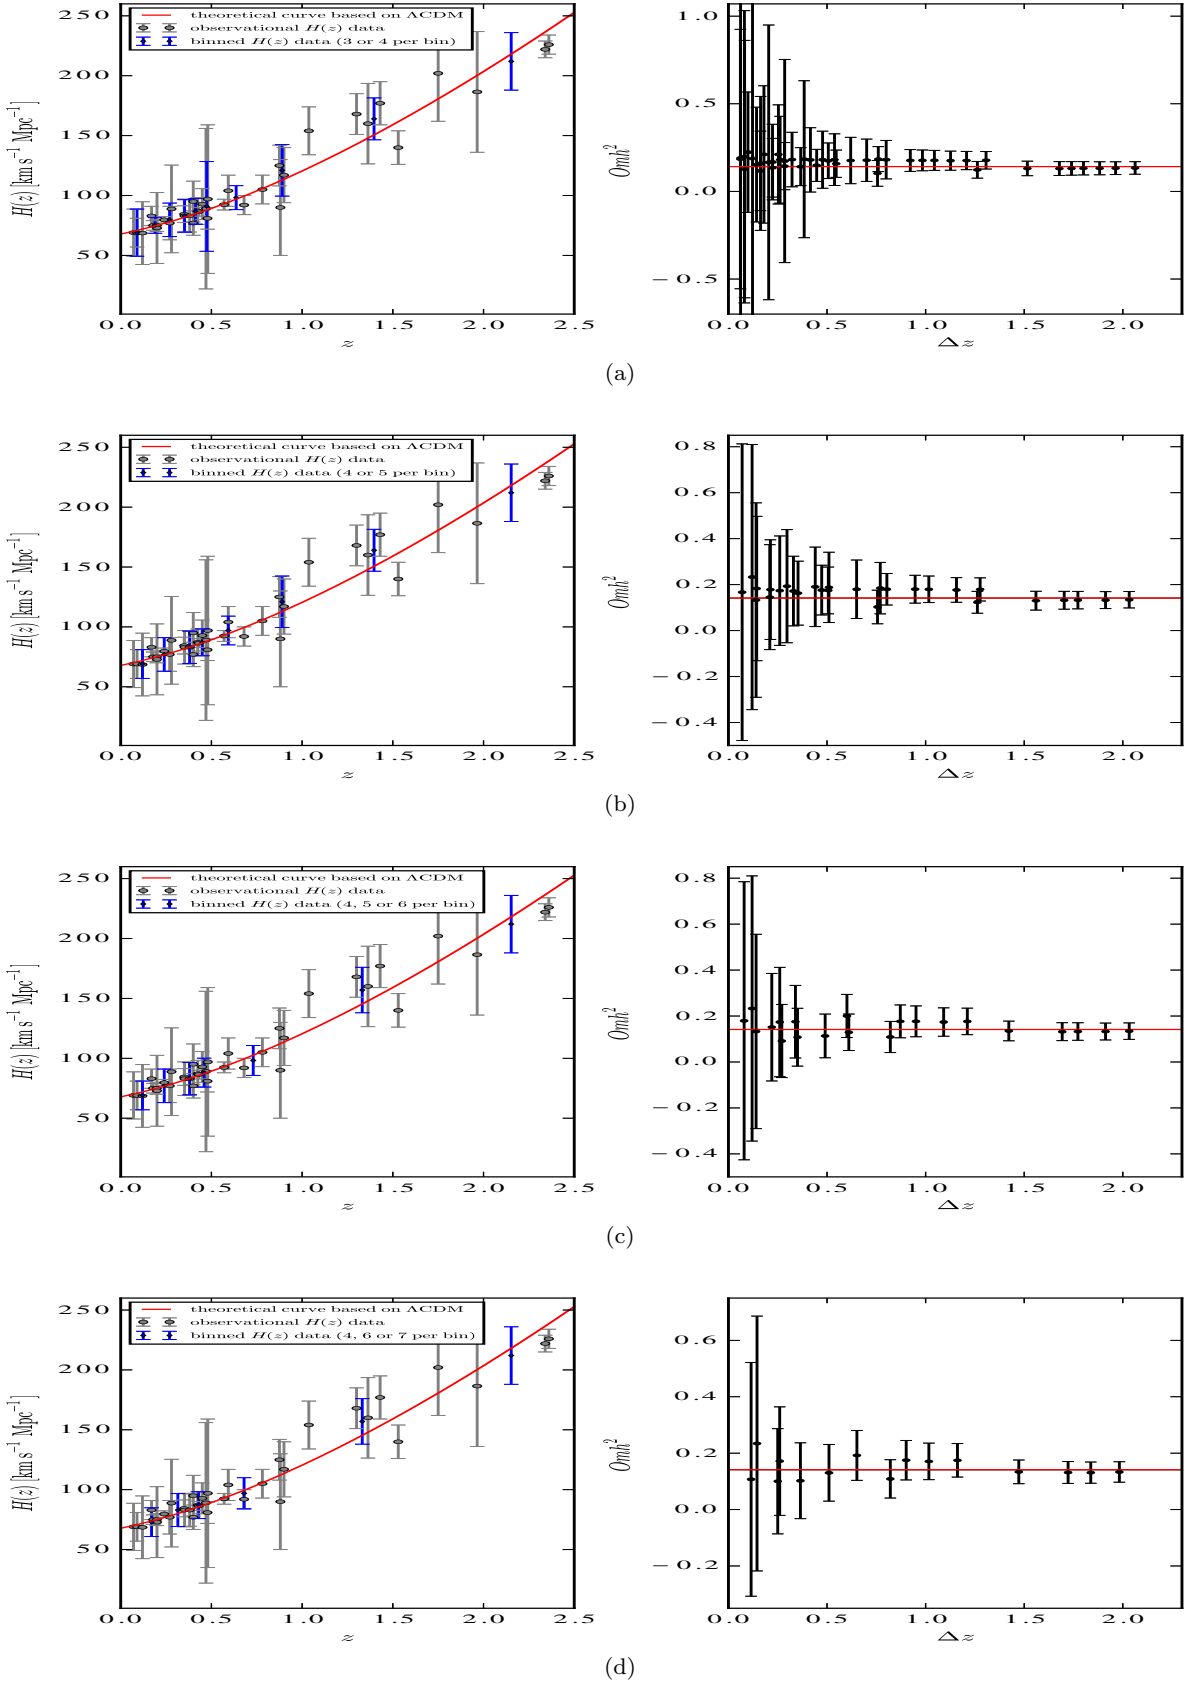 theoretical curve based on ΛCDM
observational H(z) data
binned H(z) data (3 or 4 per bin)
250
200
150
100
50
H(z) [km s⁻¹ Mpc⁻¹]
0.0 0.5 1.0 1.5 2.0 2.5
z
1.0
0.5
0.0
−0.5
Omh²
0.0 0.5 1.0 1.5 2.0
Δz
(a)
theoretical curve based on ΛCDM
observational H(z) data
binned H(z) data (4 or 5 per bin)
250
200
150
100
50
H(z) [km s⁻¹ Mpc⁻¹]
0.0 0.5 1.0 1.5 2.0 2.5
z
0.8
0.6
0.4
0.2
0.0
−0.2
−0.4
Omh²
0.0 0.5 1.0 1.5 2.0
Δz
(b)
theoretical curve based on ΛCDM
observational H(z) data
binned H(z) data (4, 5 or 6 per bin)
250
200
150
100
50
H(z) [km s⁻¹ Mpc⁻¹]
0.0 0.5 1.0 1.5 2.0 2.5
z
0.8
0.6
0.4
0.2
0.0
−0.2
−0.4
Omh²
0.0 0.5 1.0 1.5 2.0
Δz
(c)
theoretical curve based on ΛCDM
observational H(z) data
binned H(z) data (4, 6 or 7 per bin)
250
200
150
100
50
H(z) [km s⁻¹ Mpc⁻¹]
0.0 0.5 1.0 1.5 2.0 2.5
z
0.6
0.4
0.2
0.0
−0.2
Omh²
0.0 0.5 1.0 1.5 2.0
Δz
(d)